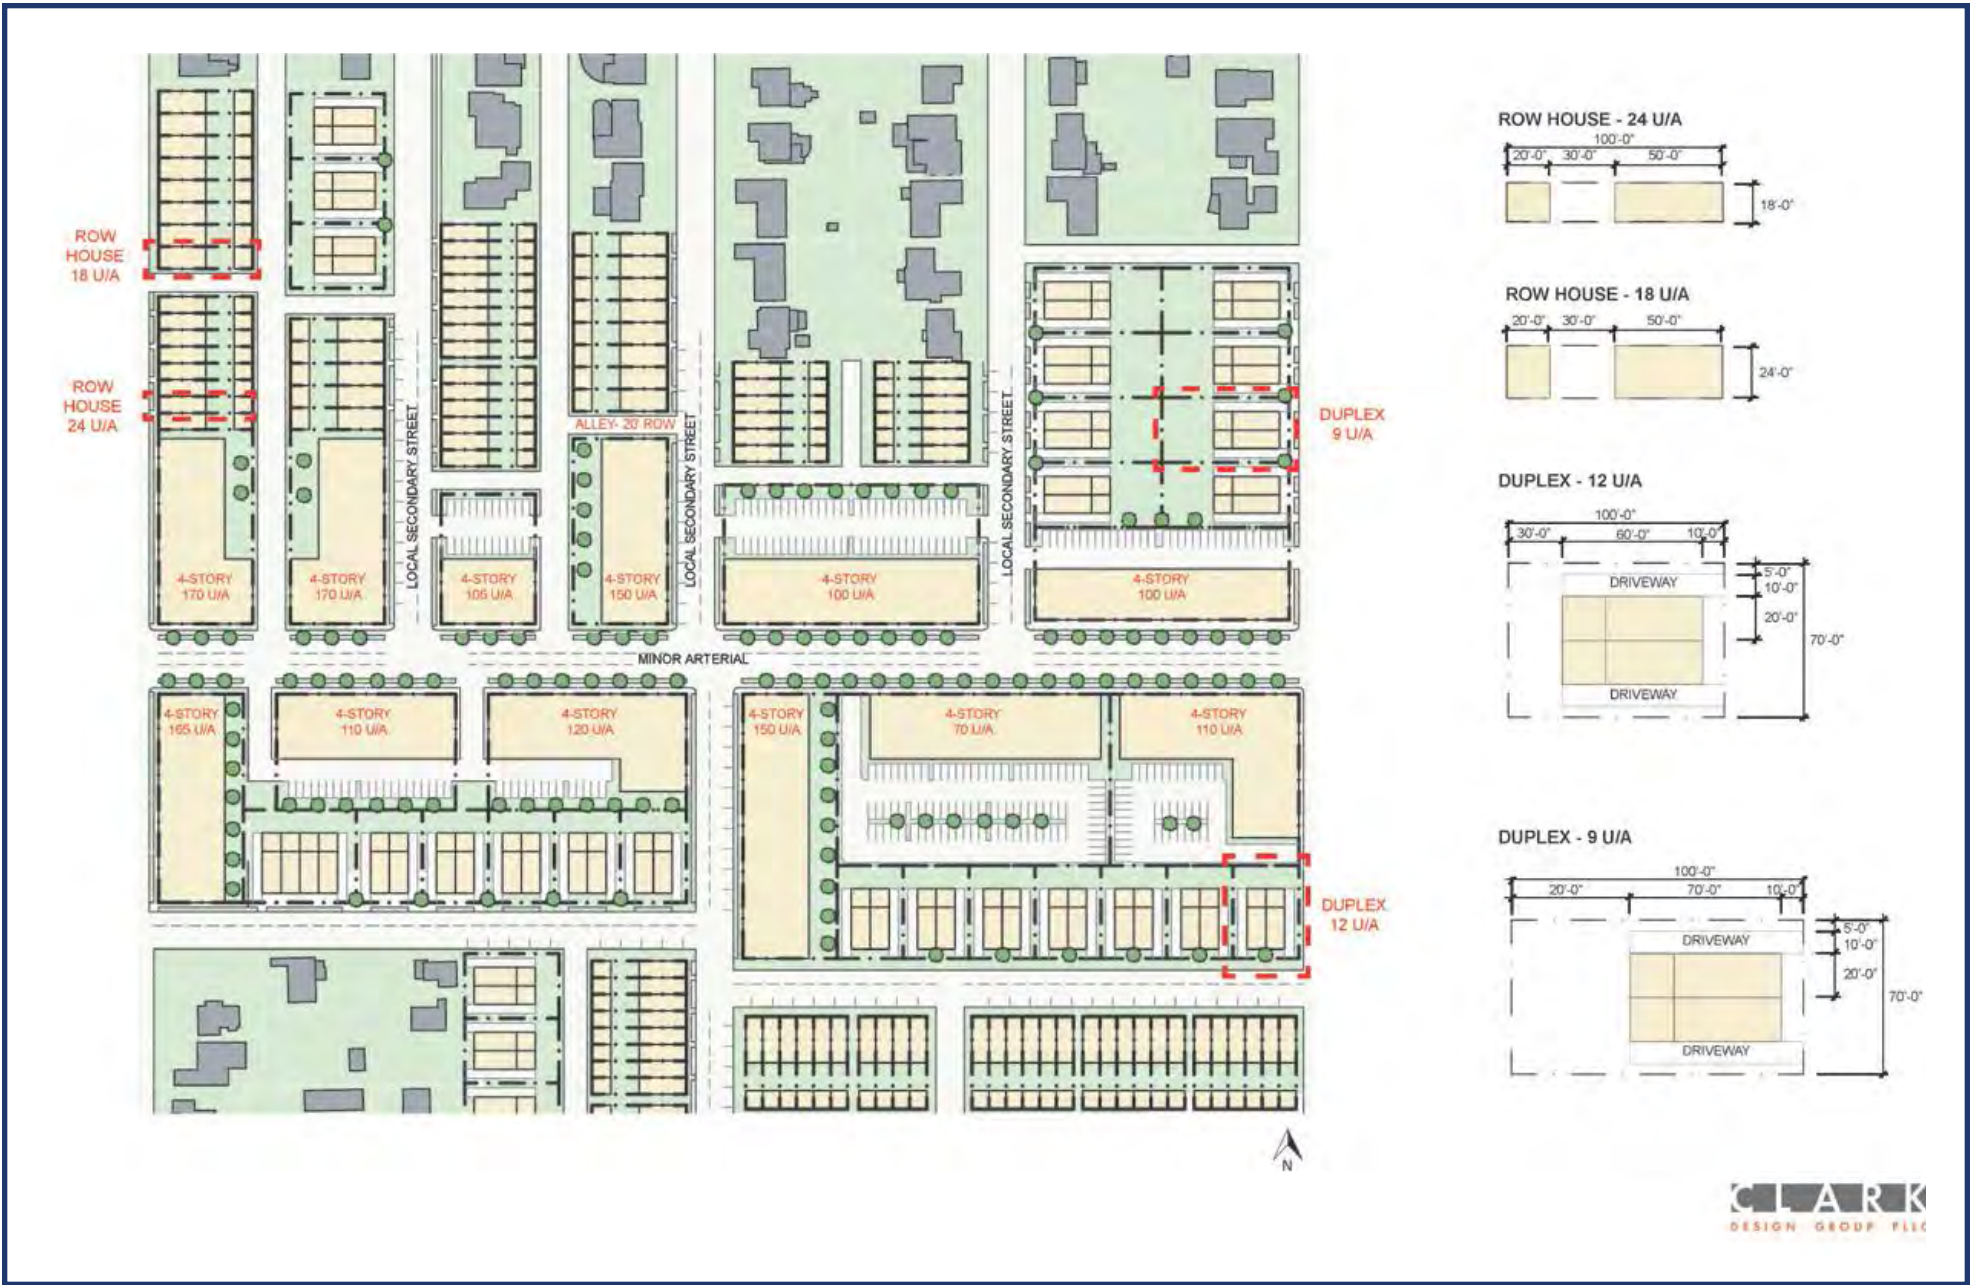 ROW
HOUSE
18 U/A
ROW
HOUSE
24 U/A
LOCAL SECONDARY STREET
ALLEY- 20' ROW
LOCAL SECONDARY STREET
LOCAL SECONDARY STREET
DUPLEX
9 U/A
4-STORY
170 U/A
4-STORY
170 U/A
4-STORY
105 U/A
4-STORY
150 U/A
4-STORY
100 U/A
4-STORY
100 U/A
MINOR ARTERIAL
4-STORY
165 U/A
4-STORY
110 U/A
4-STORY
120 U/A
4-STORY
150 U/A
4-STORY
70 U/A
4-STORY
110 U/A
DUPLEX
12 U/A
N
ROW HOUSE - 24 U/A
100'-0"
20'-0" 30'-0" 50'-0"
18'-0"
ROW HOUSE - 18 U/A
20'-0" 30'-0" 50'-0"
24'-0"
DUPLEX - 12 U/A
100'-0"
30'-0" 60'-0" 10'-0"
5'-0"
DRIVEWAY
10'-0"
20'-0"
70'-0"
DRIVEWAY
DUPLEX - 9 U/A
100'-0"
20'-0" 70'-0" 10'-0"
5'-0"
DRIVEWAY
10'-0"
20'-0"
70'-0"
DRIVEWAY
CLARK
DESIGN GROUP PLLC